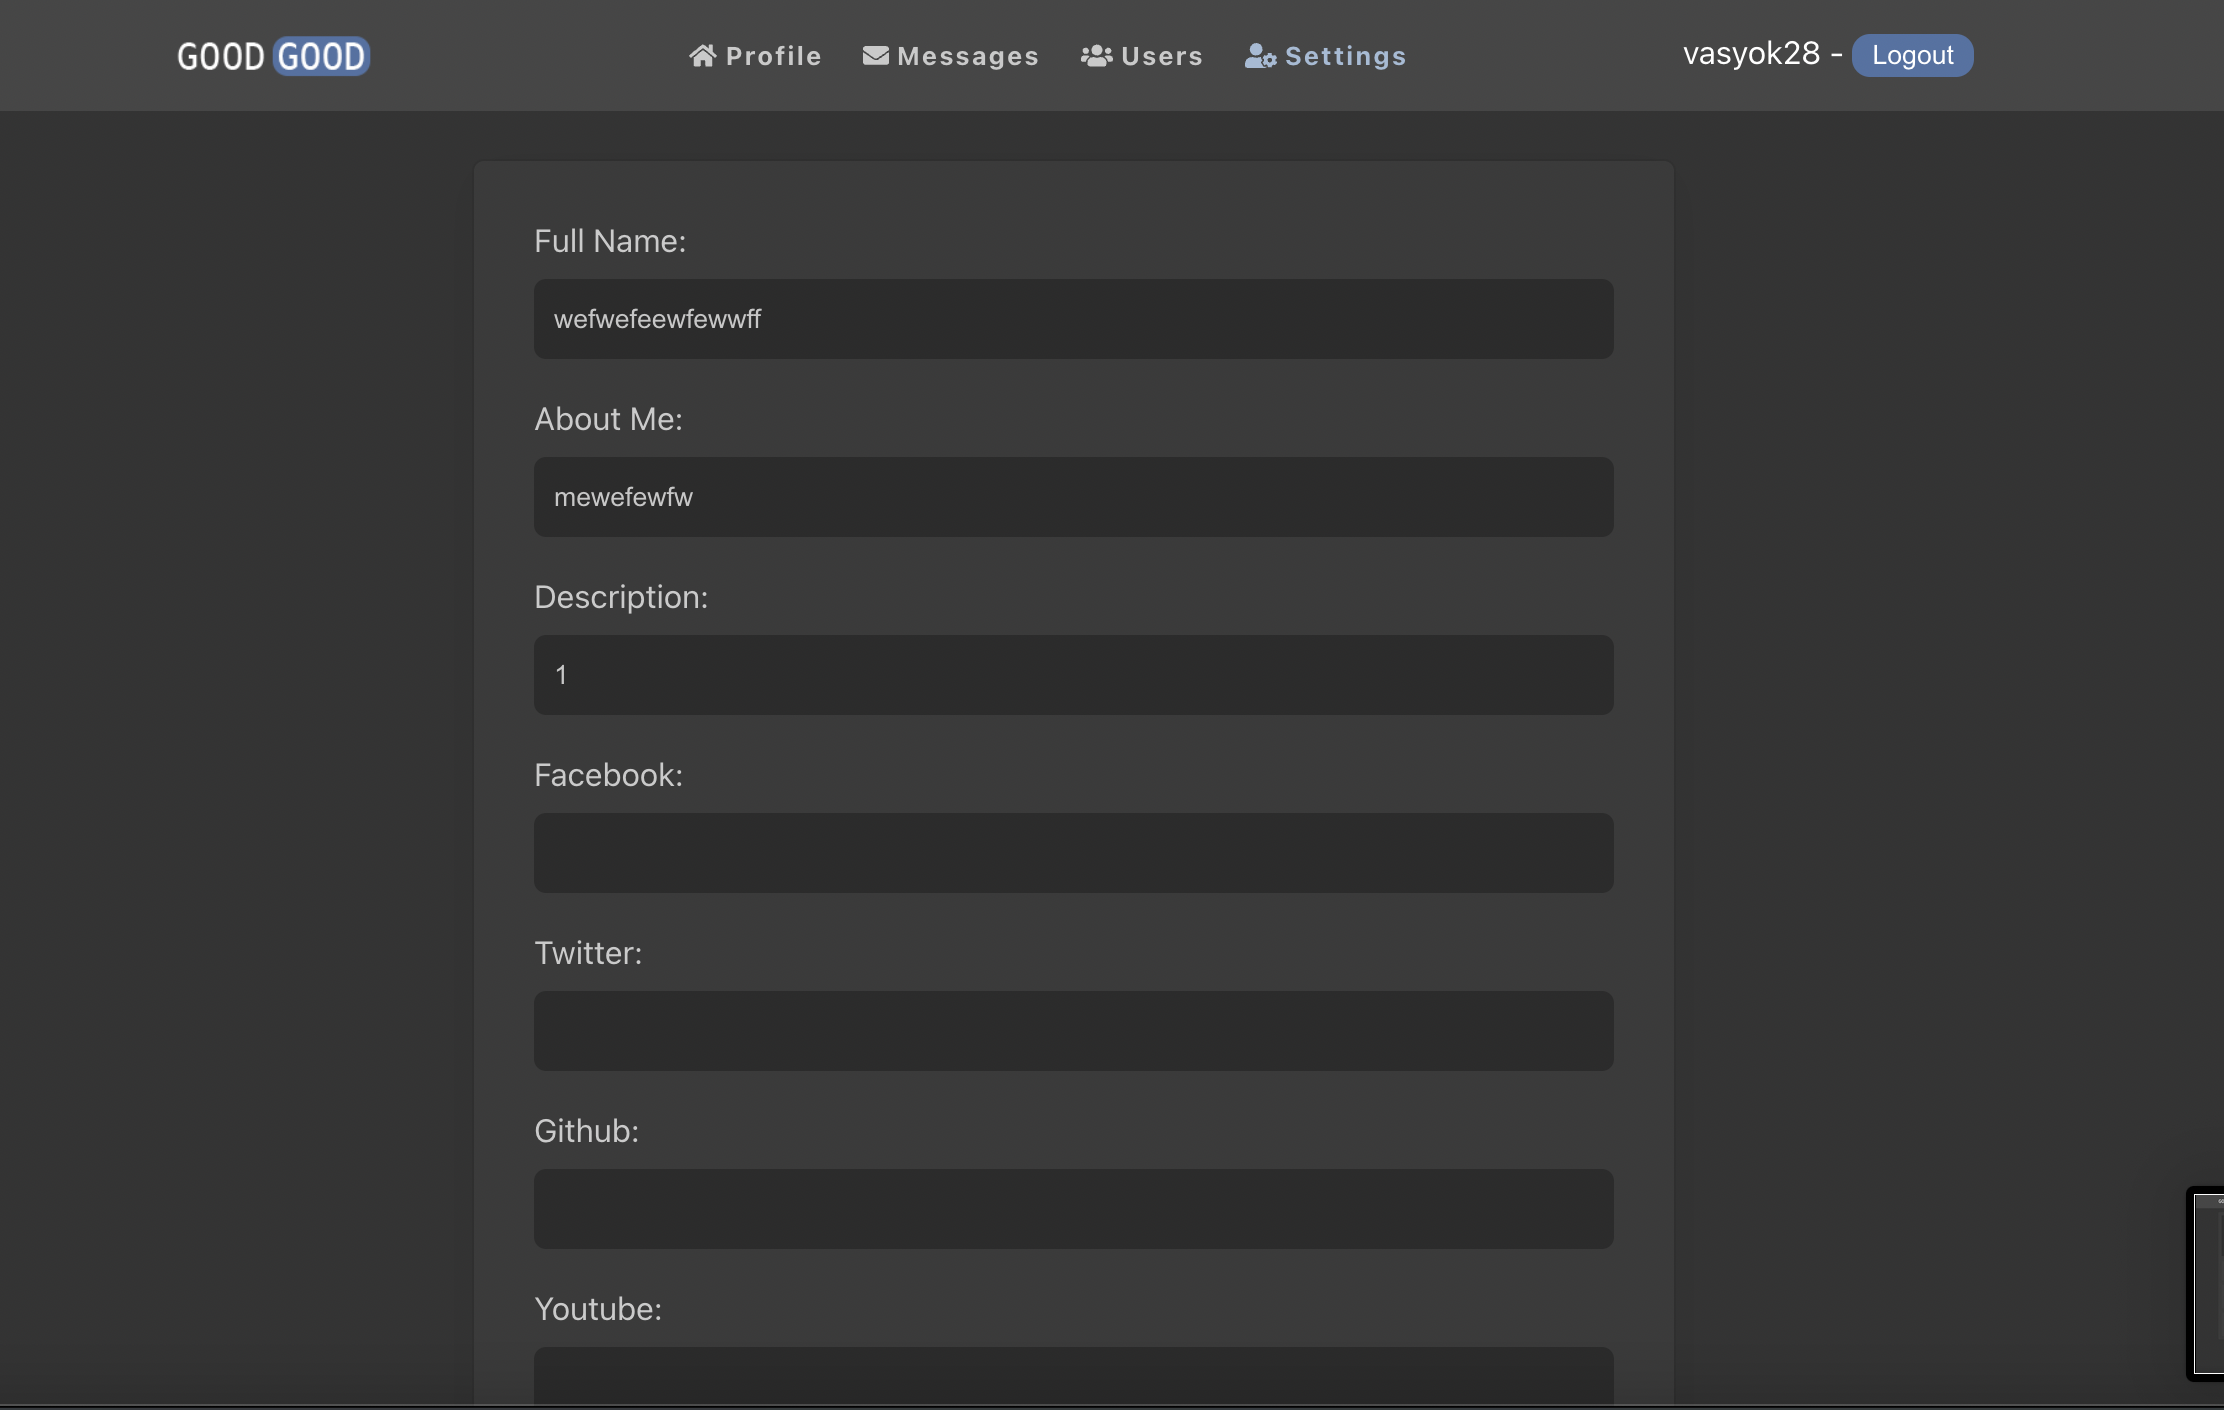 GOOD GOOD Profile Messages Users Settings vasyok28 - Logout
Full Name:
wefwefeewfewwff
About Me:
mewefewfw
Description:
1
Facebook:
Twitter:
Github:
Youtube: